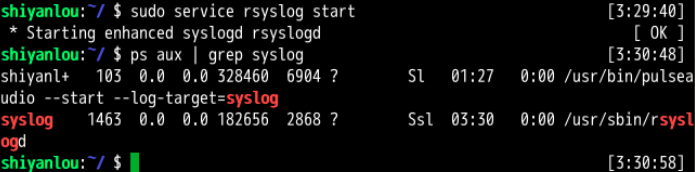 shiyanlou:~/ $ sudo service rsyslog start [3:29:40]
 * Starting enhanced syslogd rsyslogd [ OK ]
shiyanlou:~/ $ ps aux | grep syslog [3:30:48]
shiyanl+   103  0.0  0.0 328460  6904 ?        Sl   01:27   0:00 /usr/bin/pulsea
udio --start --log-target=syslog
syslog    1463  0.0  0.0 182656  2868 ?        Ssl  03:30   0:00 /usr/sbin/rsysl
ogd
shiyanlou:~/ $ [3:30:58]